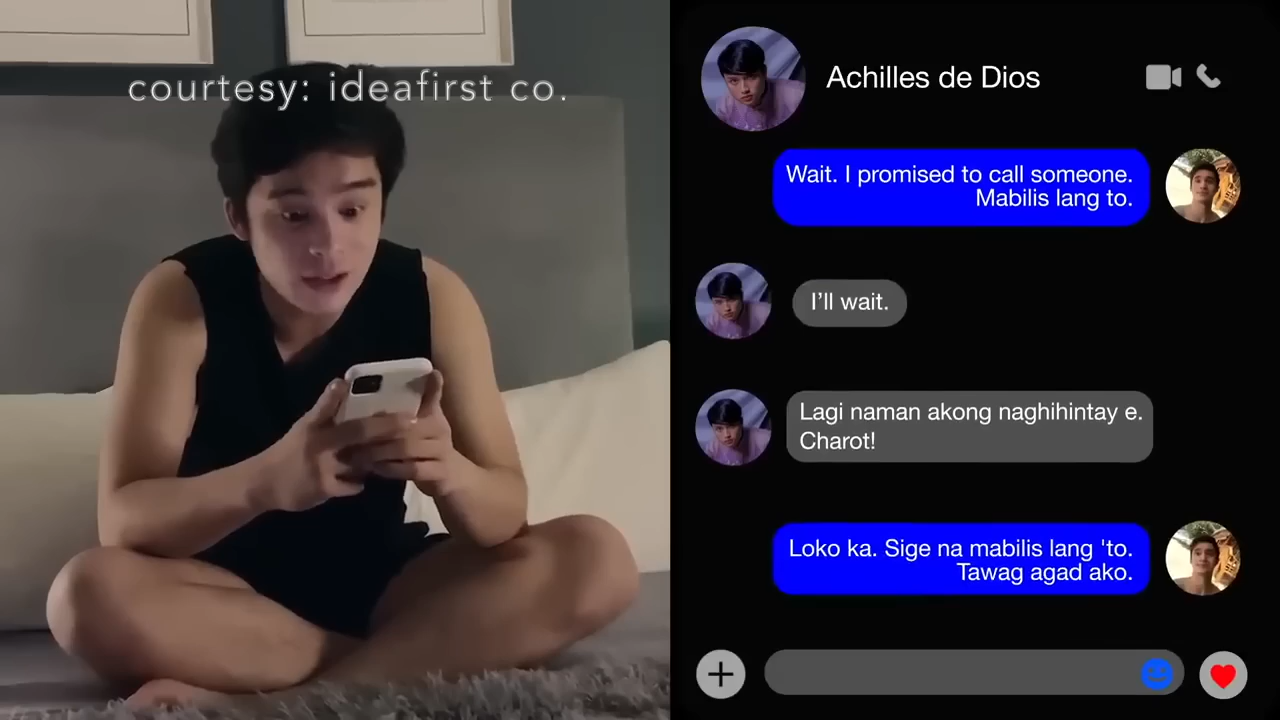 courtesy: ideafirst co.
Achilles de Dios
Wait. I promised to call someone.
Mabilis lang to.
I'll wait.
Lagi naman akong naghihintay e.
Charot!
Loko ka. Sige na mabilis lang 'to.
Tawag agad ako.